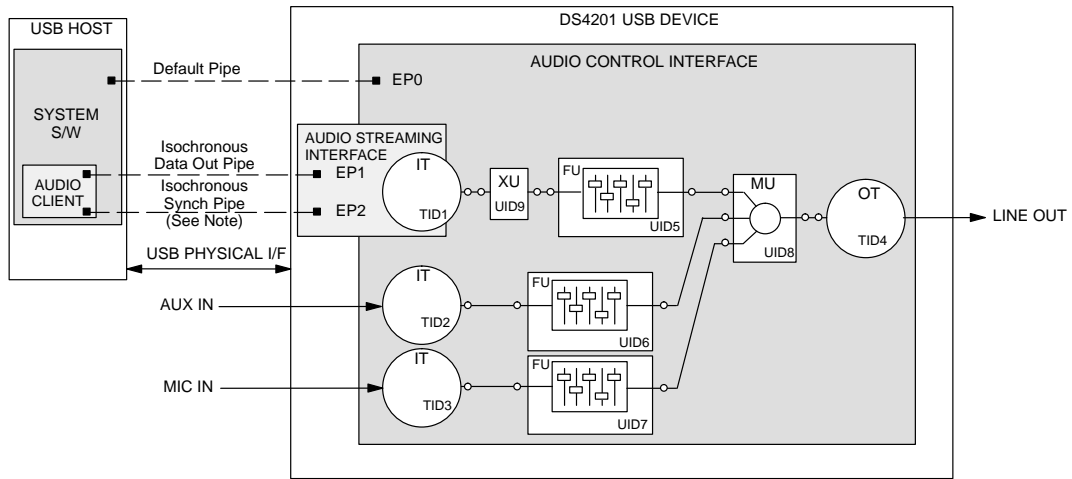 DS4201 USB DEVICE
USB HOST
AUDIO CONTROL INTERFACE
Default Pipe
EP0
SYSTEM
S/W
AUDIO STREAMING
INTERFACE
Isochronous
Data Out Pipe
EP1
IT
TID1
AUDIO
CLIENT
Isochronous
Synch Pipe
(See Note)
EP2
XU
UID9
FU
UID5
MU
UID8
OT
TID4
LINE OUT
USB PHYSICAL I/F
AUX IN
IT
TID2
FU
UID6
MIC IN
IT
TID3
FU
UID7